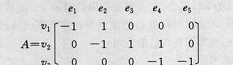 e₁ e₂ e₃ e₄ e₅
v₁ -1 1 0 0 0
A=v₂ 0 -1 1 1 0
v₃ 0 0 0 -1 -1